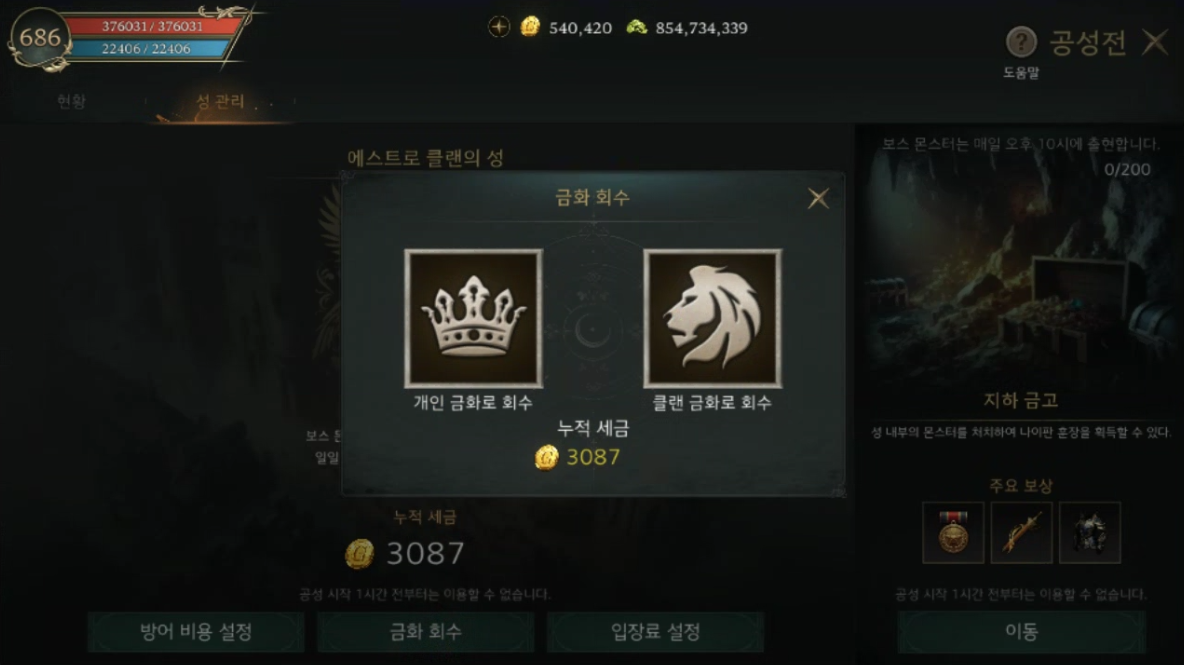 686
376031/376031
22406/22406
540,420
854,734,339
?
공성전
도움말
현황
성 관리
에스트로 클랜의 성
금화 회수
개인 금화로 회수
클랜 금화로 회수
누적 세금
3087
보스
일일
누적 세금
3087
공성 시작 1시간 전부터는 이용할 수 없습니다.
방어 비용 설정
금화 회수
입장료 설정
보스 몬스터는 매일 오후 10시에 출현합니다.
0/200
지하 금고
성 내부의 몬스터를 처치하여 나이판 훈장을 획득할 수 있다.
주요 보상
공성 시작 1시간 전부터는 이용할 수 없습니다.
이동